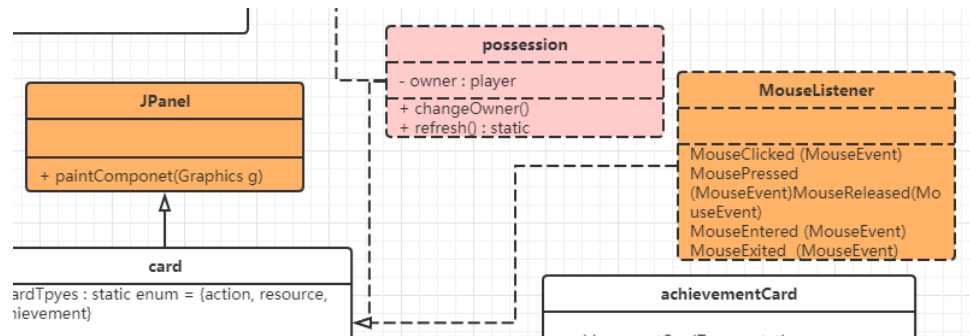 possession
- owner : player
+ changeOwner()
+ refresh() : static
MouseListener
MouseClicked (MouseEvent)
MousePressed
(MouseEvent)MouseReleased(Mo
useEvent)
MouseEntered (MouseEvent)
MouseExited  (MouseEvent)
JPanel
+ paintComponet(Graphics g)
card
ardTpyes : static enum = {action, resource,
hievement}
achievementCard